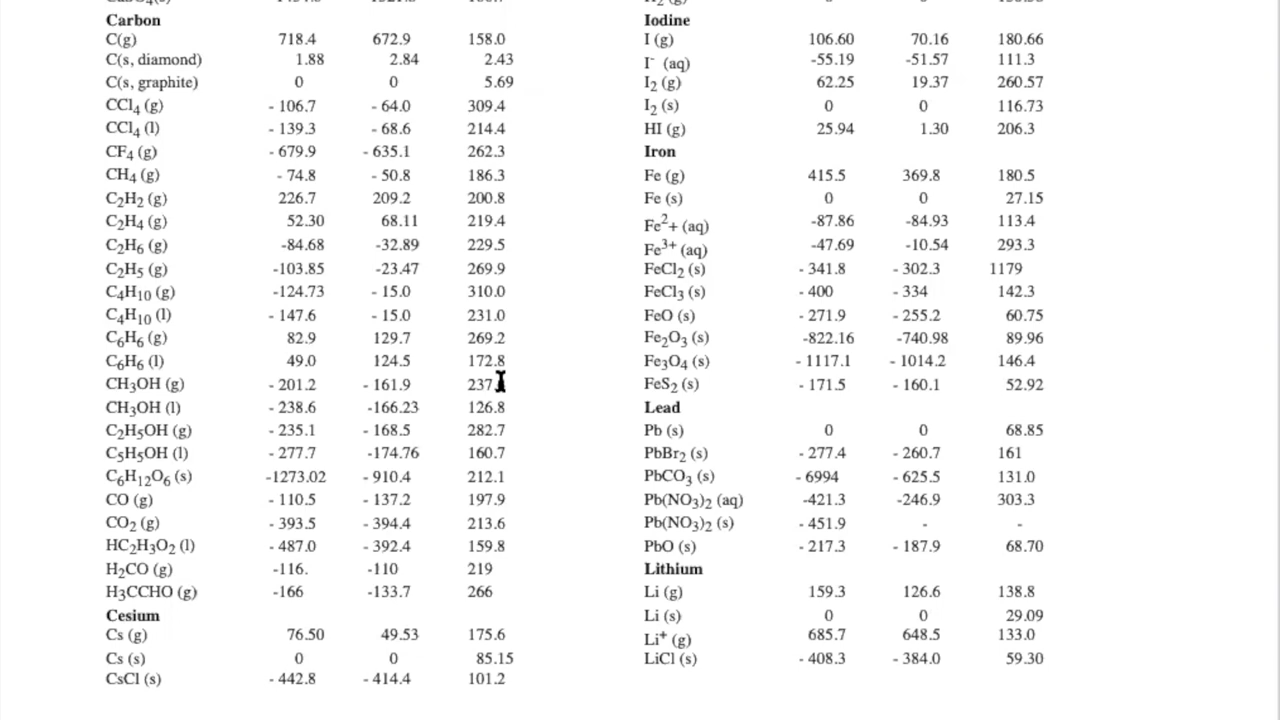 Carbon
C(g) 718.4 672.9 158.0
C(s, diamond) 1.88 2.84 2.43
C(s, graphite) 0 0 5.69
CCl4 (g) - 106.7 - 64.0 309.4
CCl4 (l) - 139.3 - 68.6 214.4
CF4 (g) - 679.9 - 635.1 262.3
CH4 (g) - 74.8 - 50.8 186.3
C2H2 (g) 226.7 209.2 200.8
C2H4 (g) 52.30 68.11 219.4
C2H6 (g) -84.68 -32.89 229.5
C2H5 (g) -103.85 -23.47 269.9
C4H10 (g) -124.73 - 15.0 310.0
C4H10 (l) - 147.6 - 15.0 231.0
C6H6 (g) 82.9 129.7 269.2
C6H6 (l) 49.0 124.5 172.8
CH3OH (g) - 201.2 - 161.9 237
CH3OH (l) - 238.6 -166.23 126.8
C2H5OH (g) - 235.1 - 168.5 282.7
C5H5OH (l) - 277.7 -174.76 160.7
C6H12O6 (s) -1273.02 - 910.4 212.1
CO (g) - 110.5 - 137.2 197.9
CO2 (g) - 393.5 - 394.4 213.6
HC2H3O2 (l) - 487.0 - 392.4 159.8
H2CO (g) -116. -110 219
H3CCHO (g) -166 -133.7 266
Cesium
Cs (g) 76.50 49.53 175.6
Cs (s) 0 0 85.15
CsCl (s) - 442.8 - 414.4 101.2
Iodine
I (g) 106.60 70.16 180.66
I- (aq) -55.19 -51.57 111.3
I2 (g) 62.25 19.37 260.57
I2 (s) 0 0 116.73
HI (g) 25.94 1.30 206.3
Iron
Fe (g) 415.5 369.8 180.5
Fe (s) 0 0 27.15
Fe2+ (aq) -87.86 -84.93 113.4
Fe3+ (aq) -47.69 -10.54 293.3
FeCl2 (s) - 341.8 - 302.3 1179
FeCl3 (s) - 400 - 334 142.3
FeO (s) - 271.9 - 255.2 60.75
Fe2O3 (s) -822.16 -740.98 89.96
Fe3O4 (s) - 1117.1 - 1014.2 146.4
FeS2 (s) - 171.5 - 160.1 52.92
Lead
Pb (s) 0 0 68.85
PbBr2 (s) - 277.4 - 260.7 161
PbCO3 (s) - 6994 - 625.5 131.0
Pb(NO3)2 (aq) -421.3 -246.9 303.3
Pb(NO3)2 (s) - 451.9 - -
PbO (s) - 217.3 - 187.9 68.70
Lithium
Li (g) 159.3 126.6 138.8
Li (s) 0 0 29.09
Li+ (g) 685.7 648.5 133.0
LiCl (s) - 408.3 - 384.0 59.30